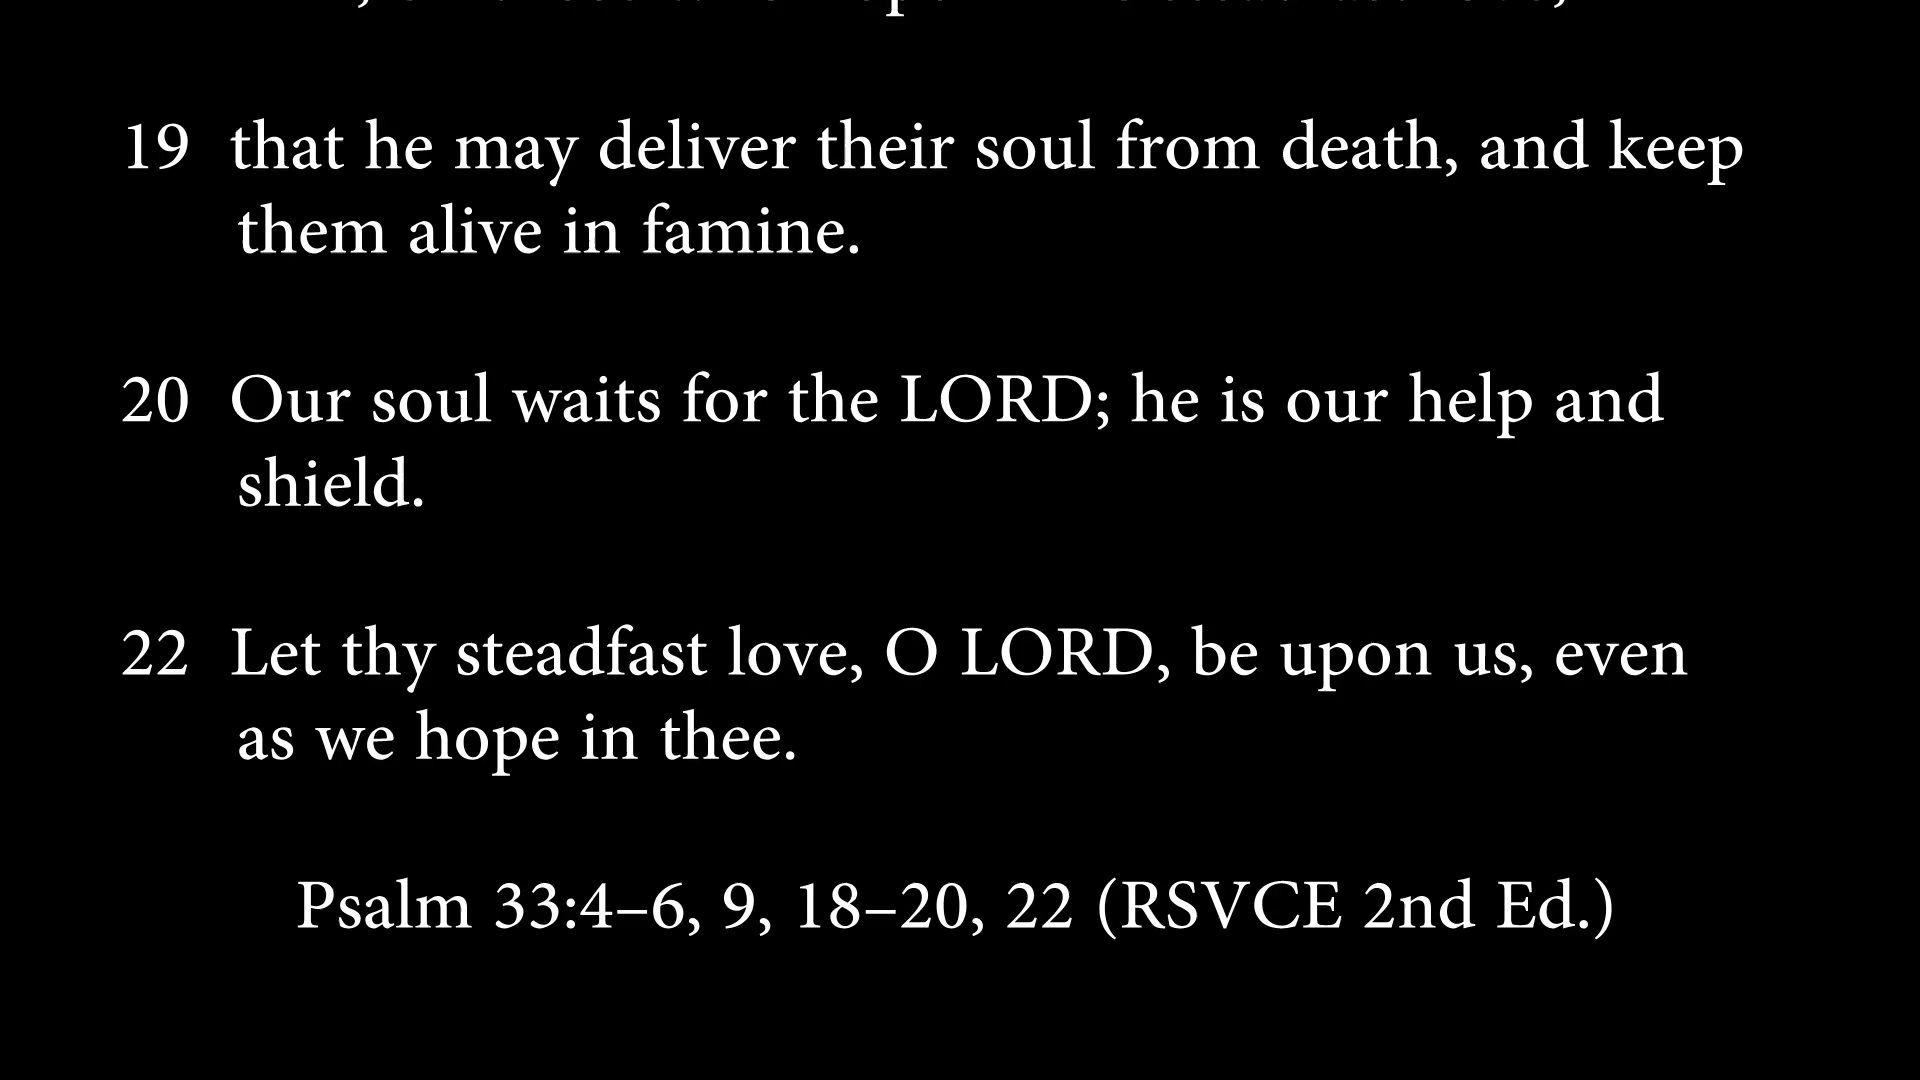 19 that he may deliver their soul from death, and keep
them alive in famine.
20 Our soul waits for the LORD; he is our help and
shield.
22 Let thy steadfast love, O LORD, be upon us, even
as we hope in thee.
Psalm 33:4–6, 9, 18–20, 22 (RSVCE 2nd Ed.)